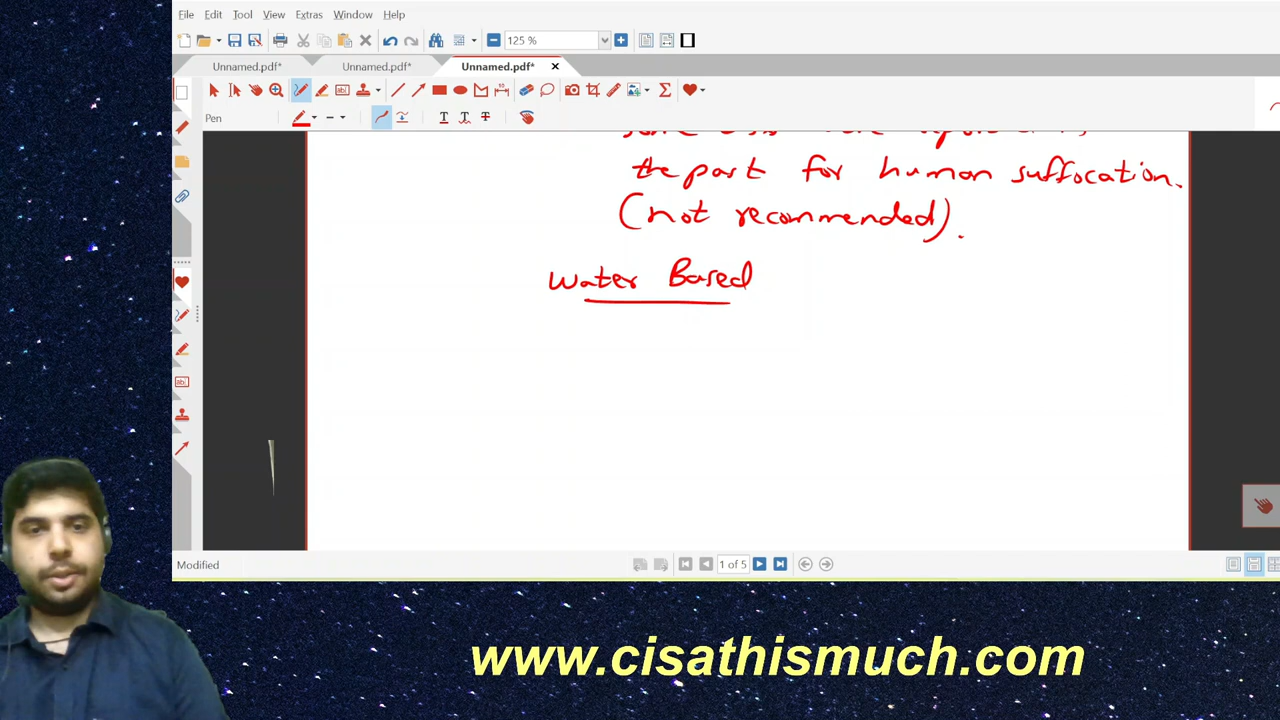 File Edit Tool View Extras Window Help
125 %
Unnamed.pdf* Unnamed.pdf* Unnamed.pdf*
Pen
the past for human suffocation.
(not recommended).
Water Based
Modified
1 of 5
www.cisathismuch.com